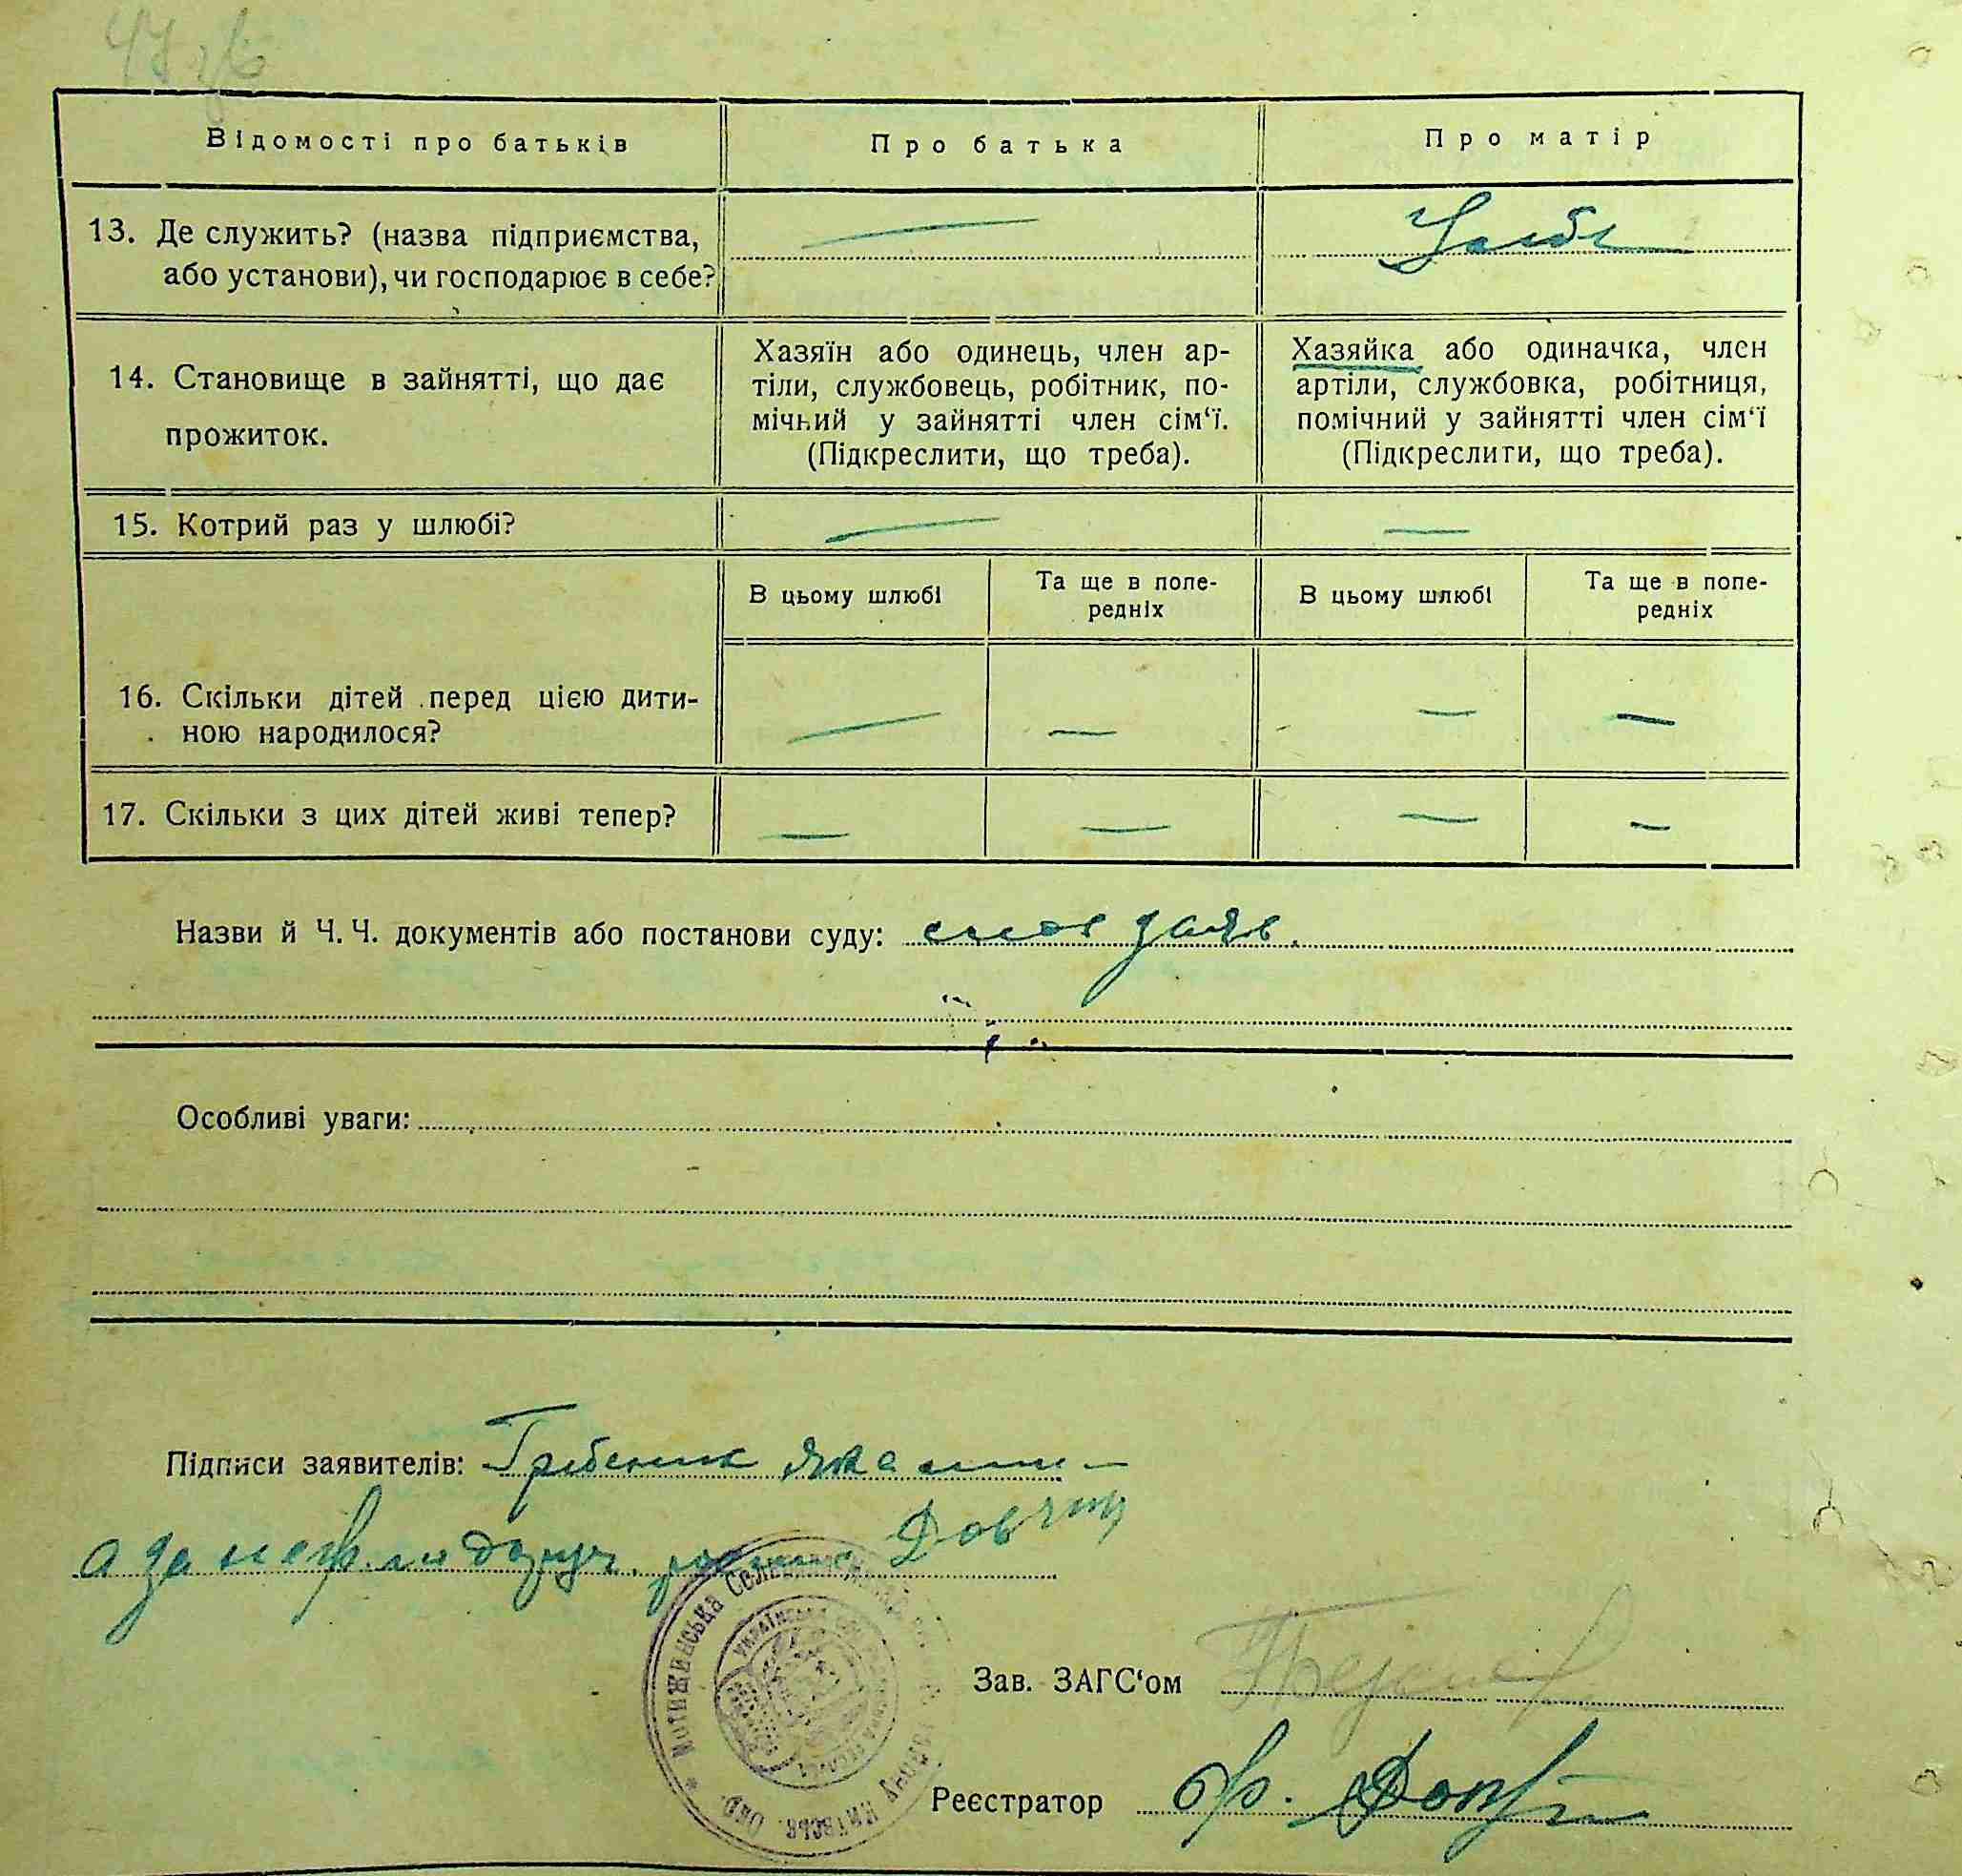 Відомості про батьків
Про батька
Про матір
13. Де служить? (назва підприємства,
або установи), чи господарює в себе?
14. Становище в зайнятті, що дає
прожиток.
Хазяїн або одинець, член ар-
тіли, службовець, робітник, по-
мічний у зайнятті член сім‘ї.
(Підкреслити, що треба).
Хазяйка або одиначка, член
артіли, службовка, робітниця,
помічний у зайнятті член сім‘ї
(Підкреслити, що треба).
15. Котрий раз у шлюбі?
В цьому шлюбі
Та ще в попе-
редніх
В цьому шлюбі
Та ще в попе-
редніх
16. Скільки дітей перед цією дити-
ною народилося?
17. Скільки з цих дітей живі тепер?
Назви й Ч. Ч. документів або постанови суду:
Особливі уваги:
Підписи заявителів: Гребеник
а за
Зав. ЗАГС‘ом
Реєстратор
Мотижинська
Окр.